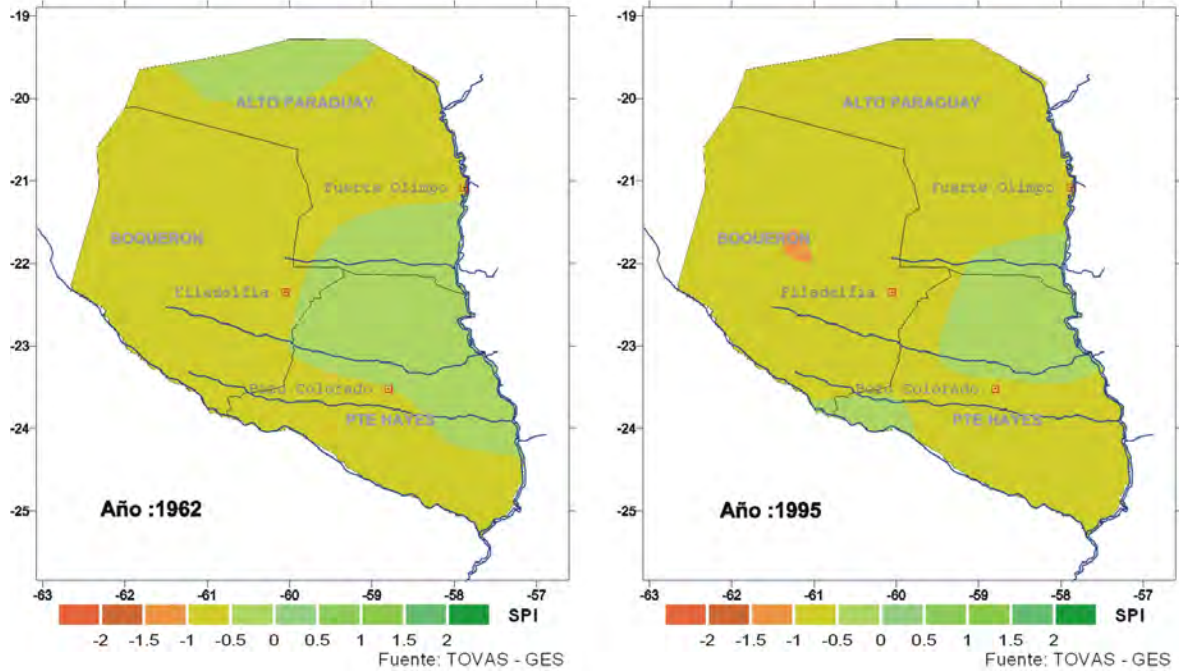 -19
-20
-21
-22
-23
-24
-25
ALTO PARAGUAY
Fuerte Olimpo
BOQUERON
Filadelfia
Pozo Colorado
PTE HAYES
Año :1962
-63 -62 -61 -60 -59 -58 -57
SPI
-2 -1.5 -1 -0.5 0 0.5 1 1.5 2
Fuente: TOVAS - GES
-19
-20
-21
-22
-23
-24
-25
ALTO PARAGUAY
Fuerte Olimpo
BOQUERON
Filadelfia
Pozo Colorado
PTE HAYES
Año :1995
-63 -62 -61 -60 -59 -58 -57
SPI
-2 -1.5 -1 -0.5 0 0.5 1 1.5 2
Fuente: TOVAS - GES